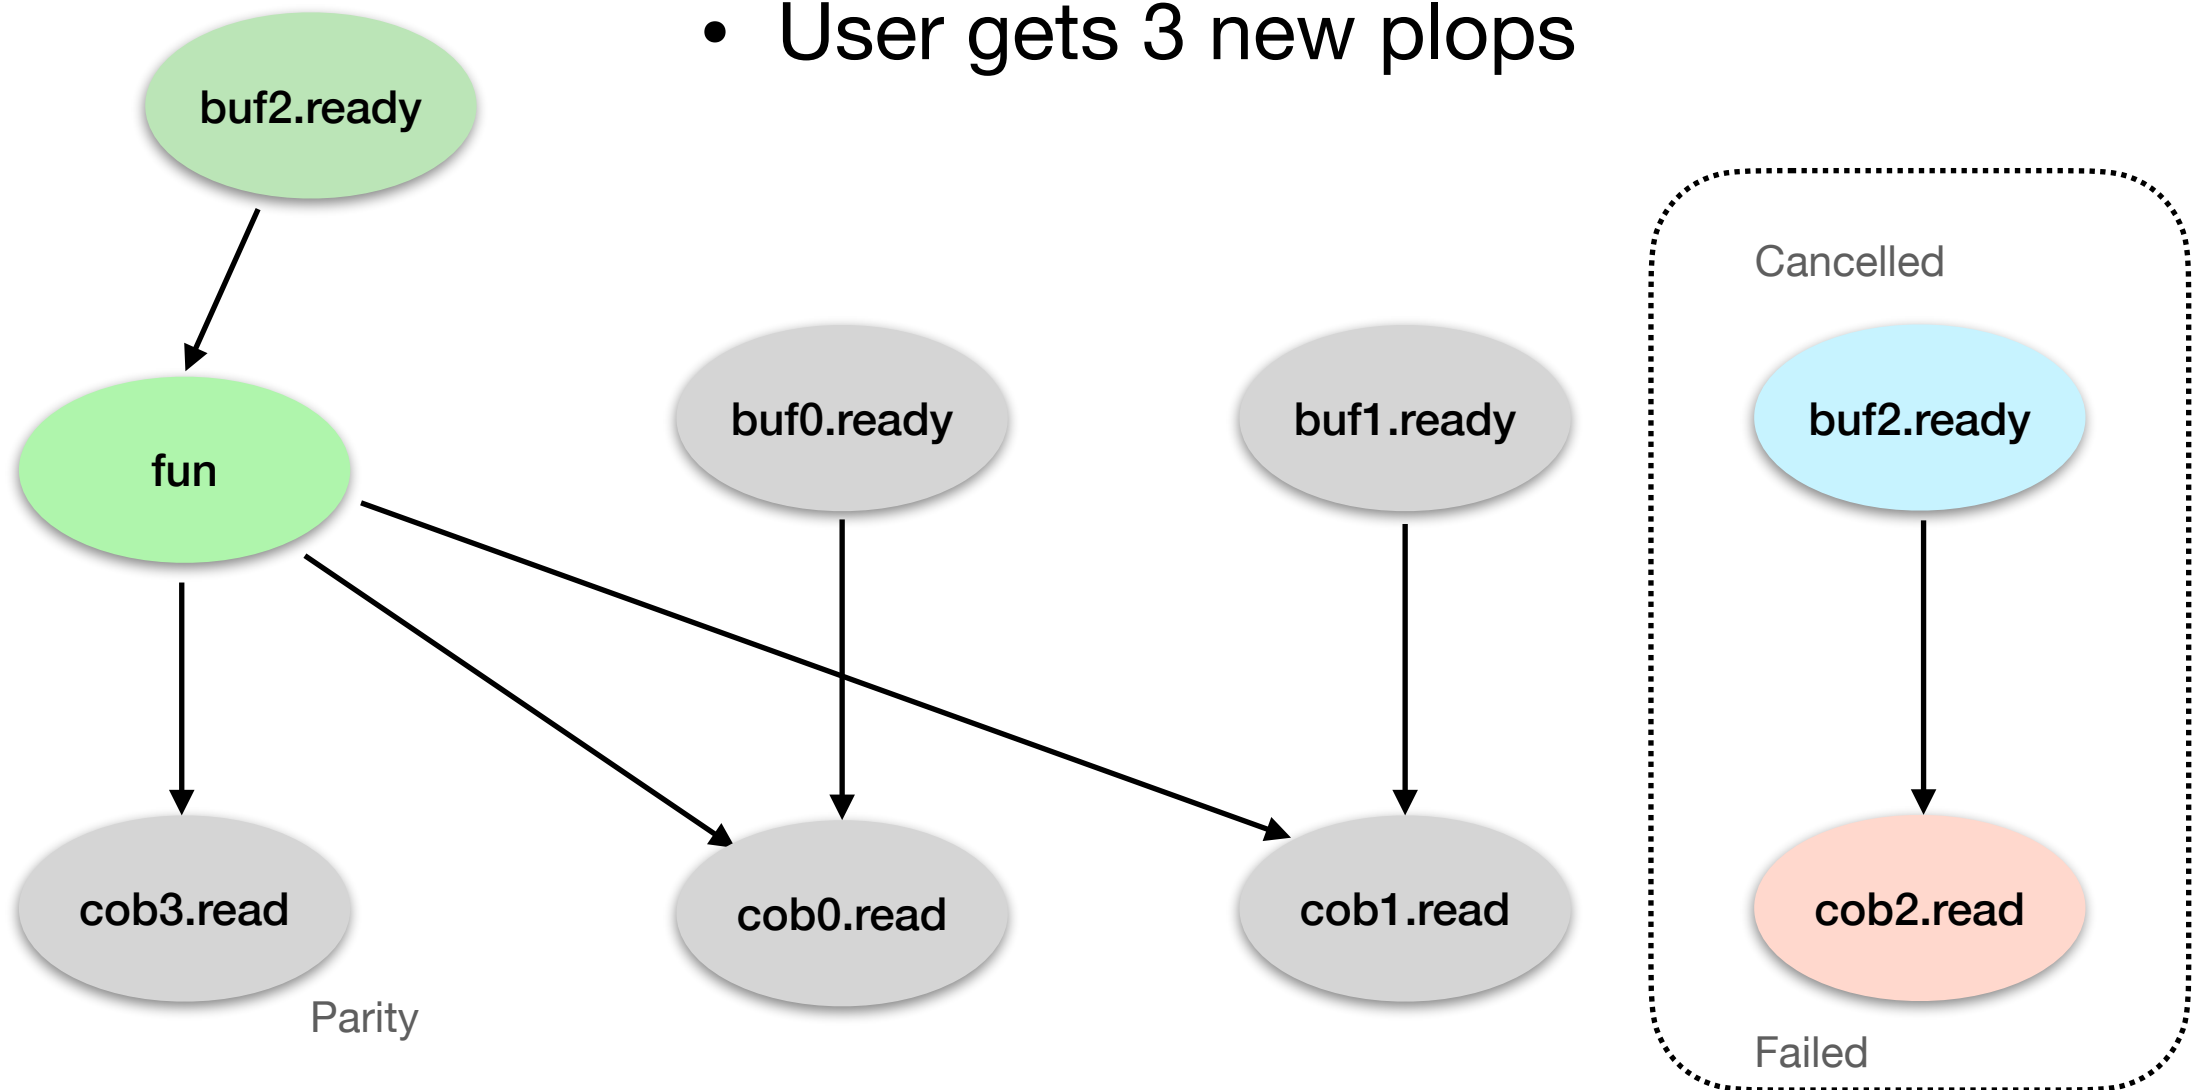 • User gets 3 new plops
buf2.ready
Cancelled
fun
buf0.ready
buf1.ready
buf2.ready
cob3.read
cob0.read
cob1.read
cob2.read
Parity
Failed